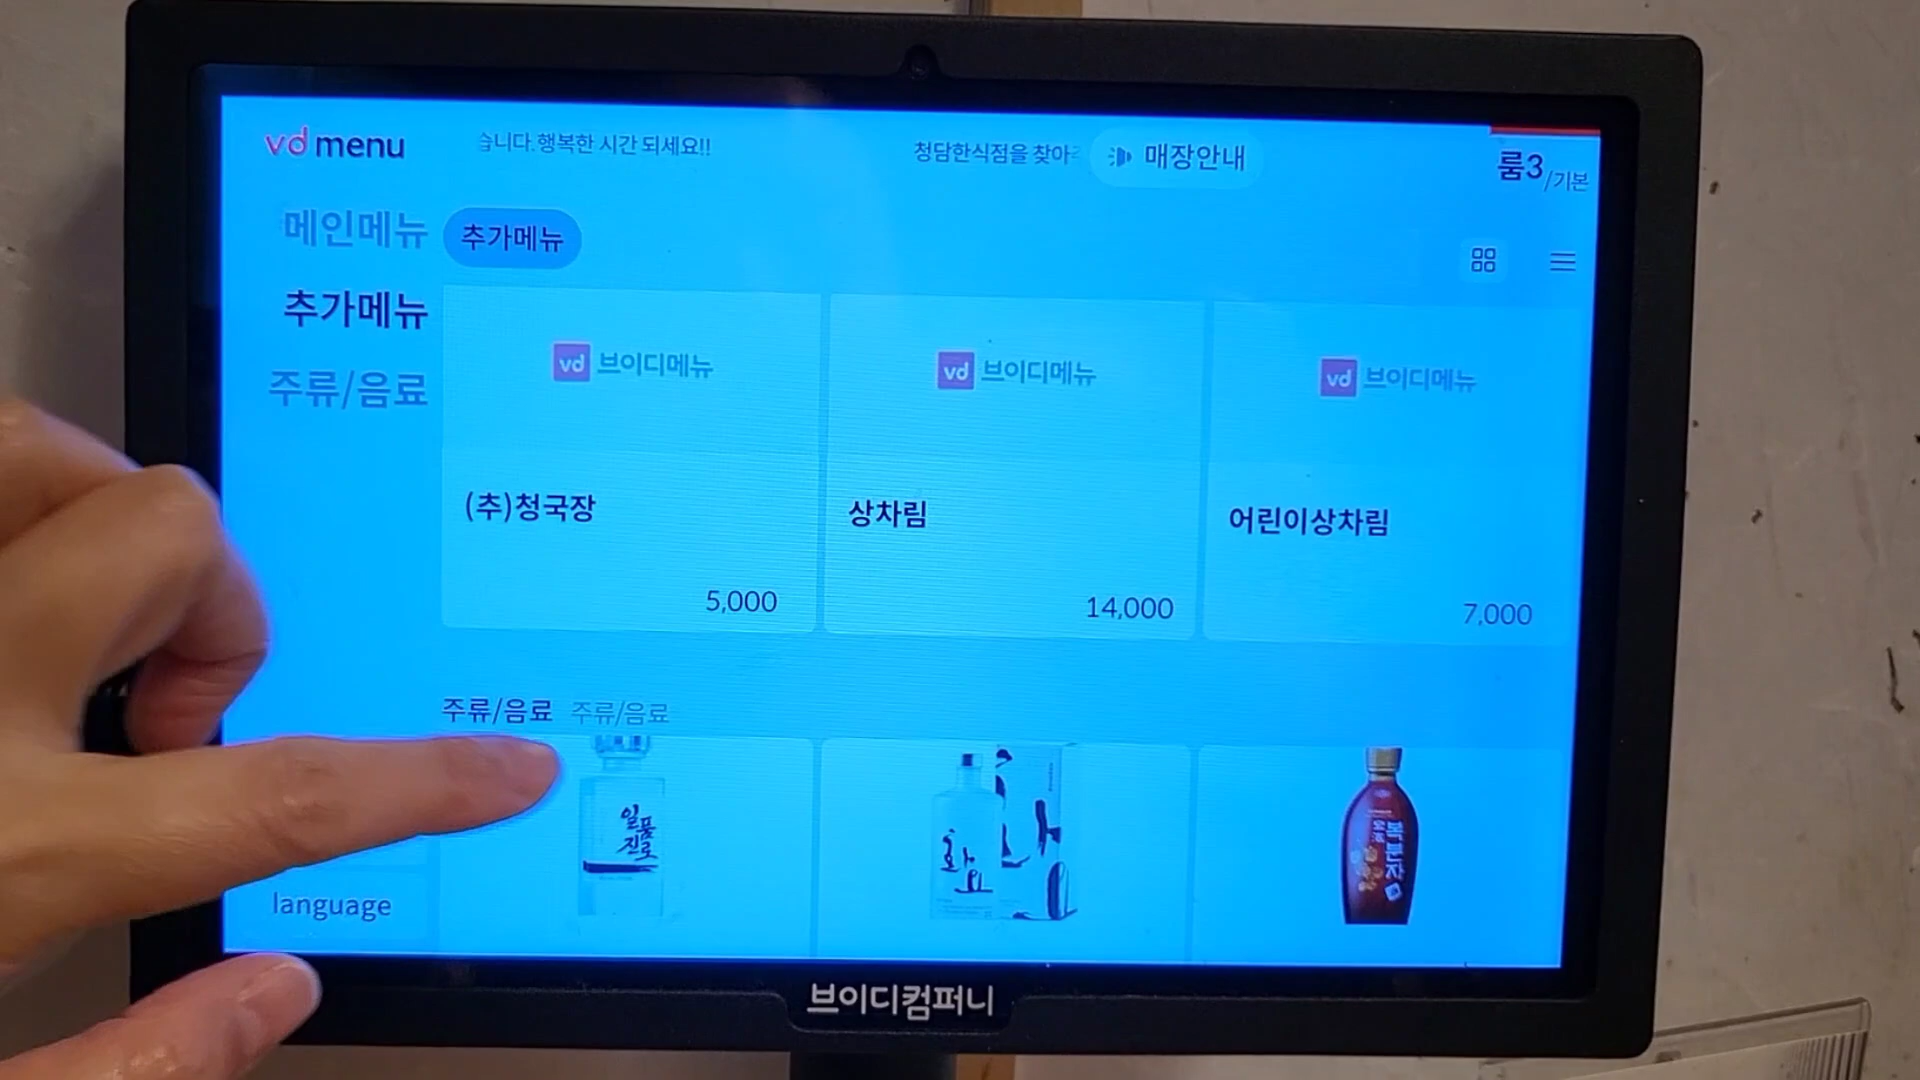 vd menu
습니다. 행복한 시간 되세요!!
청담한식점을 찾아
매장안내
룸3/기본
메인메뉴
추가메뉴
추가메뉴
주류/음료
vd 브이디메뉴
vd 브이디메뉴
vd 브이디메뉴
(추)청국장
상차림
어린이상차림
5,000
14,000
7,000
주류/음료 주류/음료
일품
진로
화요
복분자
language
브이디컴퍼니